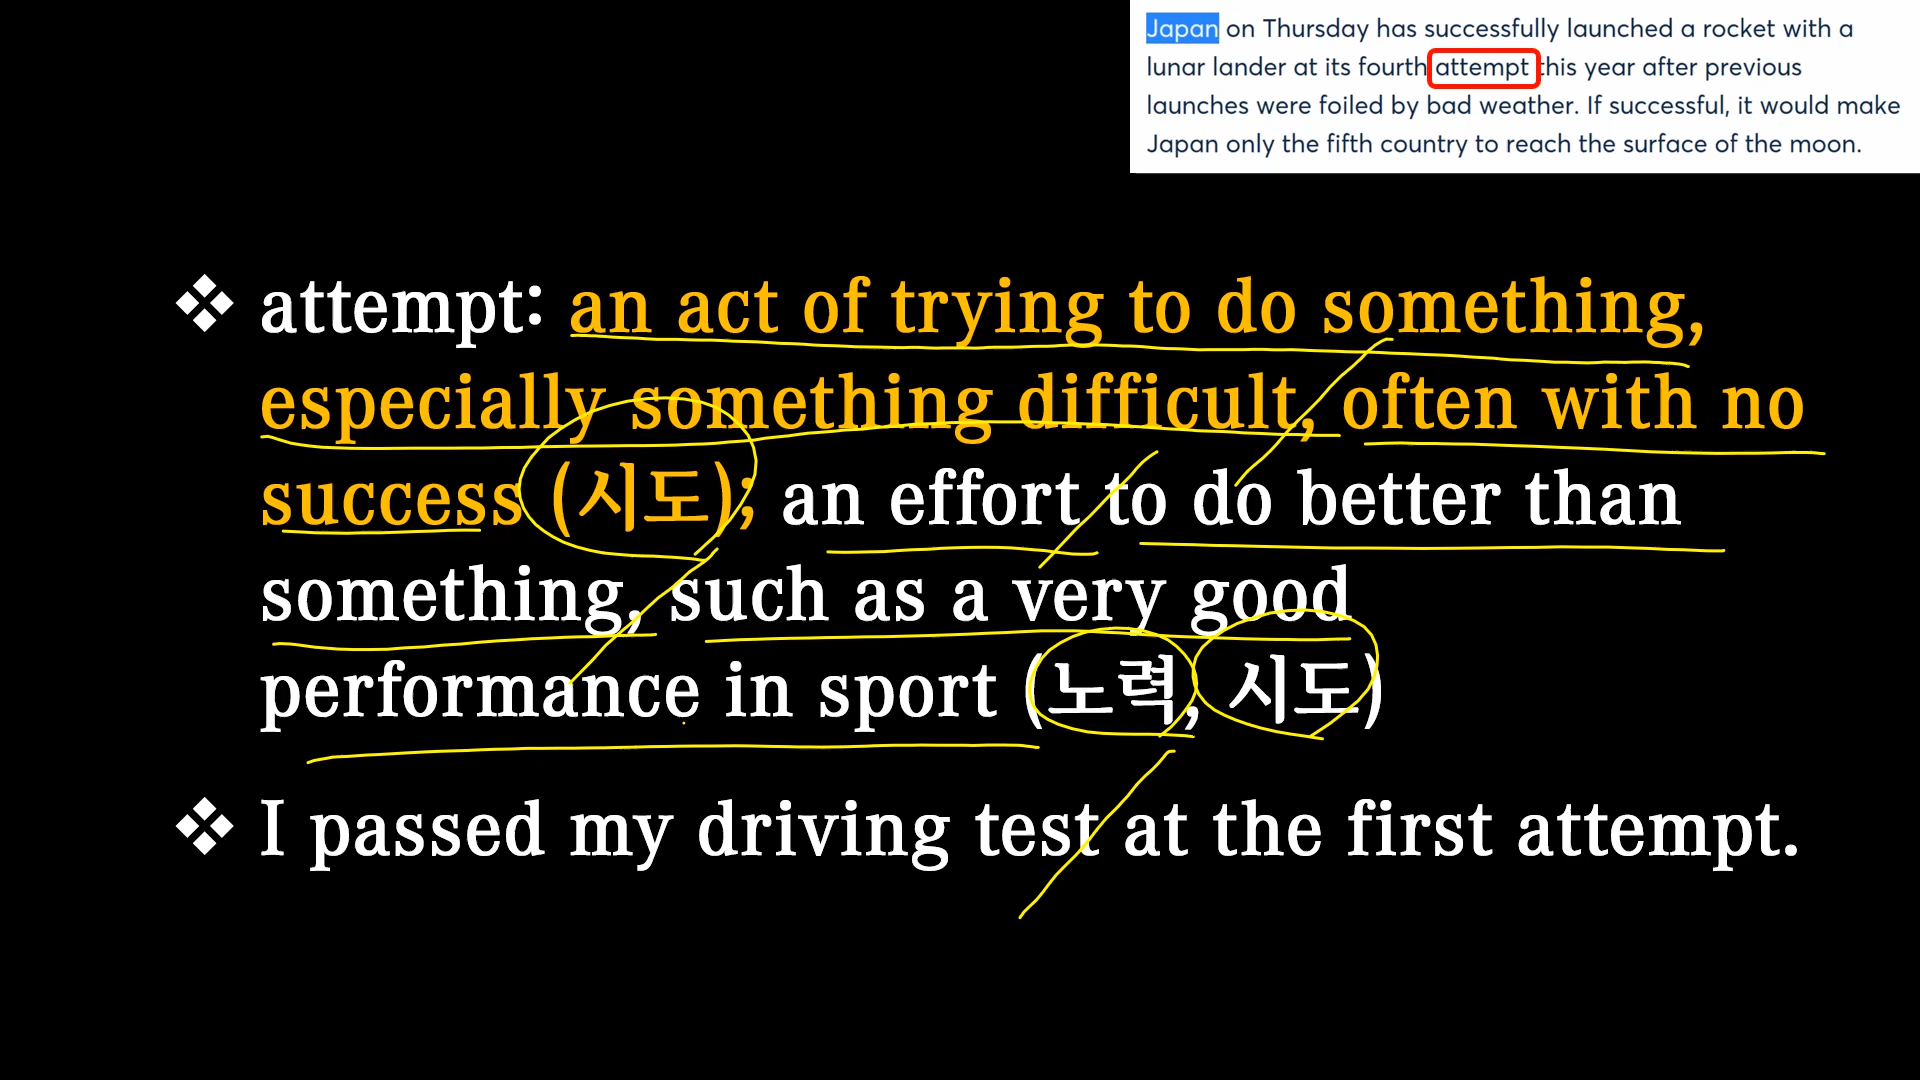 Japan on Thursday has successfully launched a rocket with a
lunar lander at its fourth attempt this year after previous
launches were foiled by bad weather. If successful, it would make
Japan only the fifth country to reach the surface of the moon.
❖ attempt: an act of trying to do something,
especially something difficult, often with no
success (시도); an effort to do better than
something, such as a very good
performance in sport (노력, 시도)
❖ I passed my driving test at the first attempt.